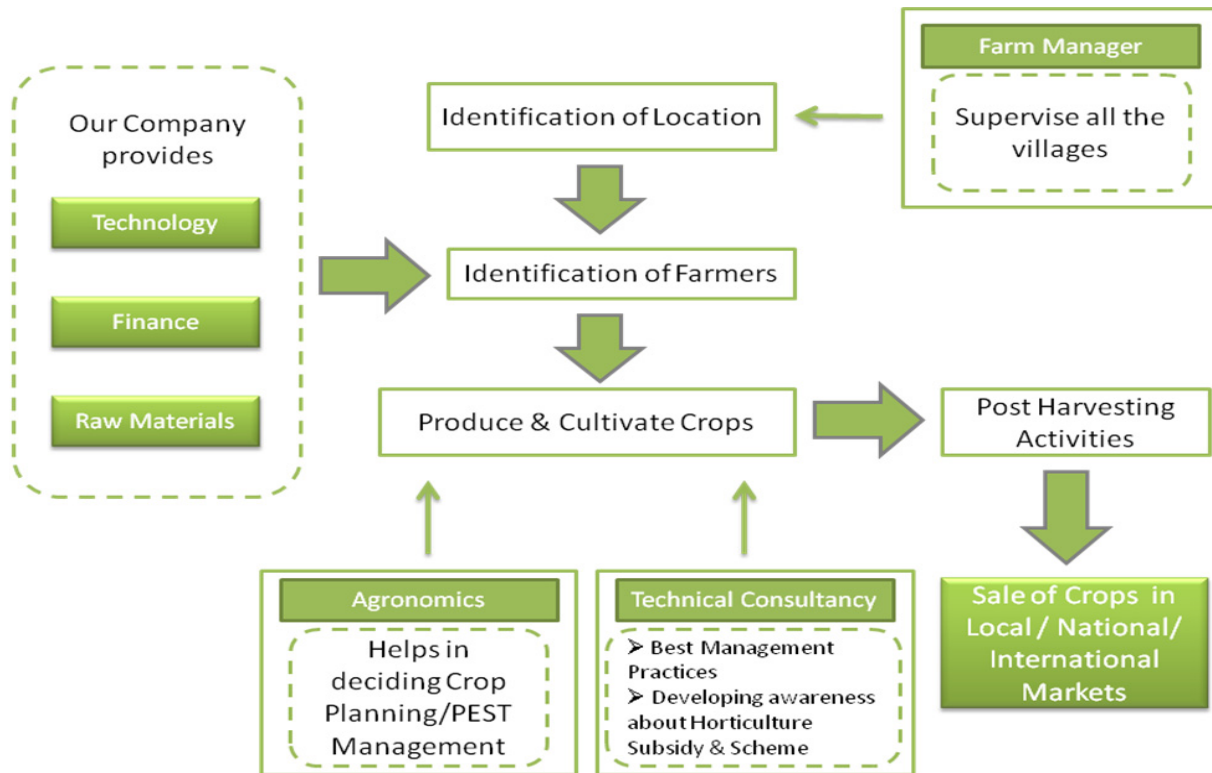 Farm Manager
Supervise all the
villages
Identification of Location
Our Company
provides
Technology
Finance
Raw Materials
Identification of Farmers
Produce & Cultivate Crops
Post Harvesting
Activities
Agronomics
Helps in
deciding Crop
Planning/PEST
Management
Technical Consultancy
➢ Best Management
Practices
➢ Developing awareness
about Horticulture
Subsidy & Scheme
Sale of Crops in
Local / National/
International
Markets